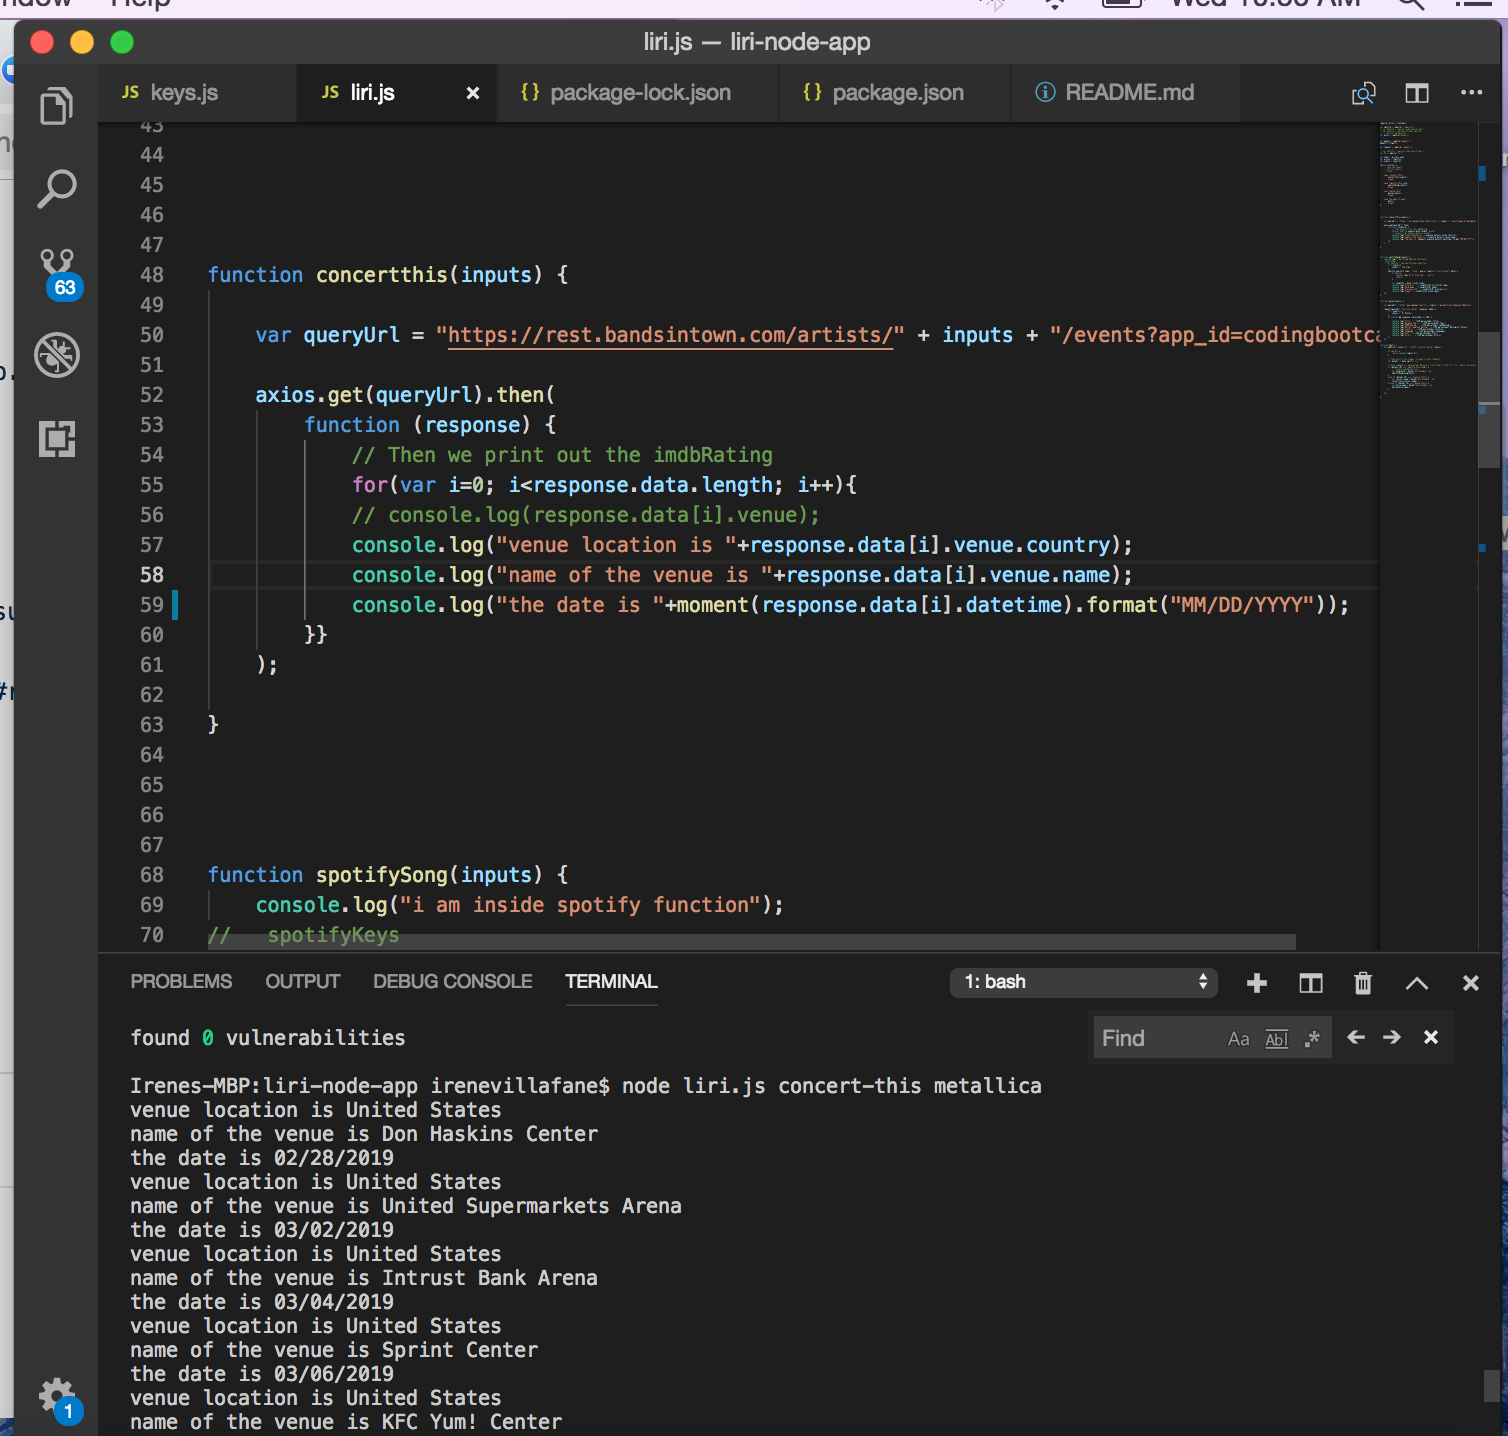 Help
Wed
AM
liri.js — liri-node-app
JS keys.js
JS liri.js ×
{} package-lock.json
{} package.json
README.md
43
44
45
46
47
48 function concertthis(inputs) {
49
50 var queryUrl = "https://rest.bandsintown.com/artists/" + inputs + "/events?app_id=codingbootca
51
52 axios.get(queryUrl).then(
53 function (response) {
54 // Then we print out the imdbRating
55 for(var i=0; i<response.data.length; i++){
56 // console.log(response.data[i].venue);
57 console.log("venue location is "+response.data[i].venue.country);
58 console.log("name of the venue is "+response.data[i].venue.name);
59 console.log("the date is "+moment(response.data[i].datetime).format("MM/DD/YYYY"));
60 }}
61 );
62
63 }
64
65
66
67
68 function spotifySong(inputs) {
69 console.log("i am inside spotify function");
70 // spotifyKeys
63
1
PROBLEMS OUTPUT DEBUG CONSOLE TERMINAL 1: bash
Find Aa Abl .*
found 0 vulnerabilities
Irenes-MBP:liri-node-app irenevillafane$ node liri.js concert-this metallica
venue location is United States
name of the venue is Don Haskins Center
the date is 02/28/2019
venue location is United States
name of the venue is United Supermarkets Arena
the date is 03/02/2019
venue location is United States
name of the venue is Intrust Bank Arena
the date is 03/04/2019
venue location is United States
name of the venue is Sprint Center
the date is 03/06/2019
venue location is United States
name of the venue is KFC Yum! Center